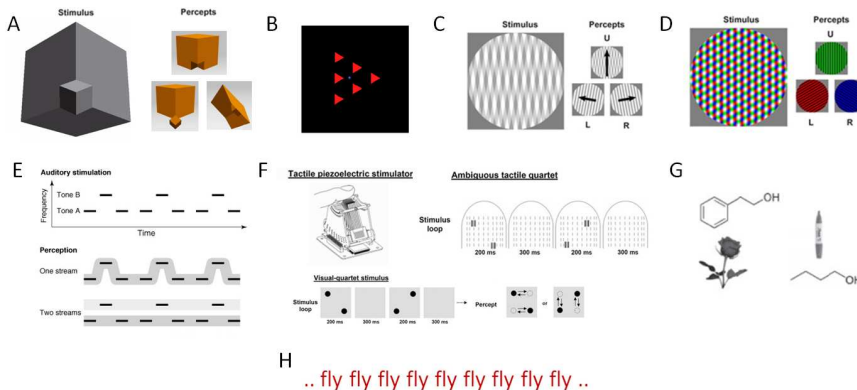 A
Stimulus
Percepts
B
C
Stimulus
Percepts
U
L
R
D
Stimulus
Percepts
U
L
R
E
Auditory stimulation
Frequency
Tone B
Tone A
Time
Perception
One stream
Two streams
F
Tactile piezoelectric stimulator
Ambiguous tactile quartet
Stimulus
loop
200 ms
300 ms
200 ms
300 ms
Visual-quartet stimulus
Stimulus
loop
200 ms
300 ms
200 ms
300 ms
Percept
or
G
OH
OH
H
.. fly fly fly fly fly fly fly fly fly ..